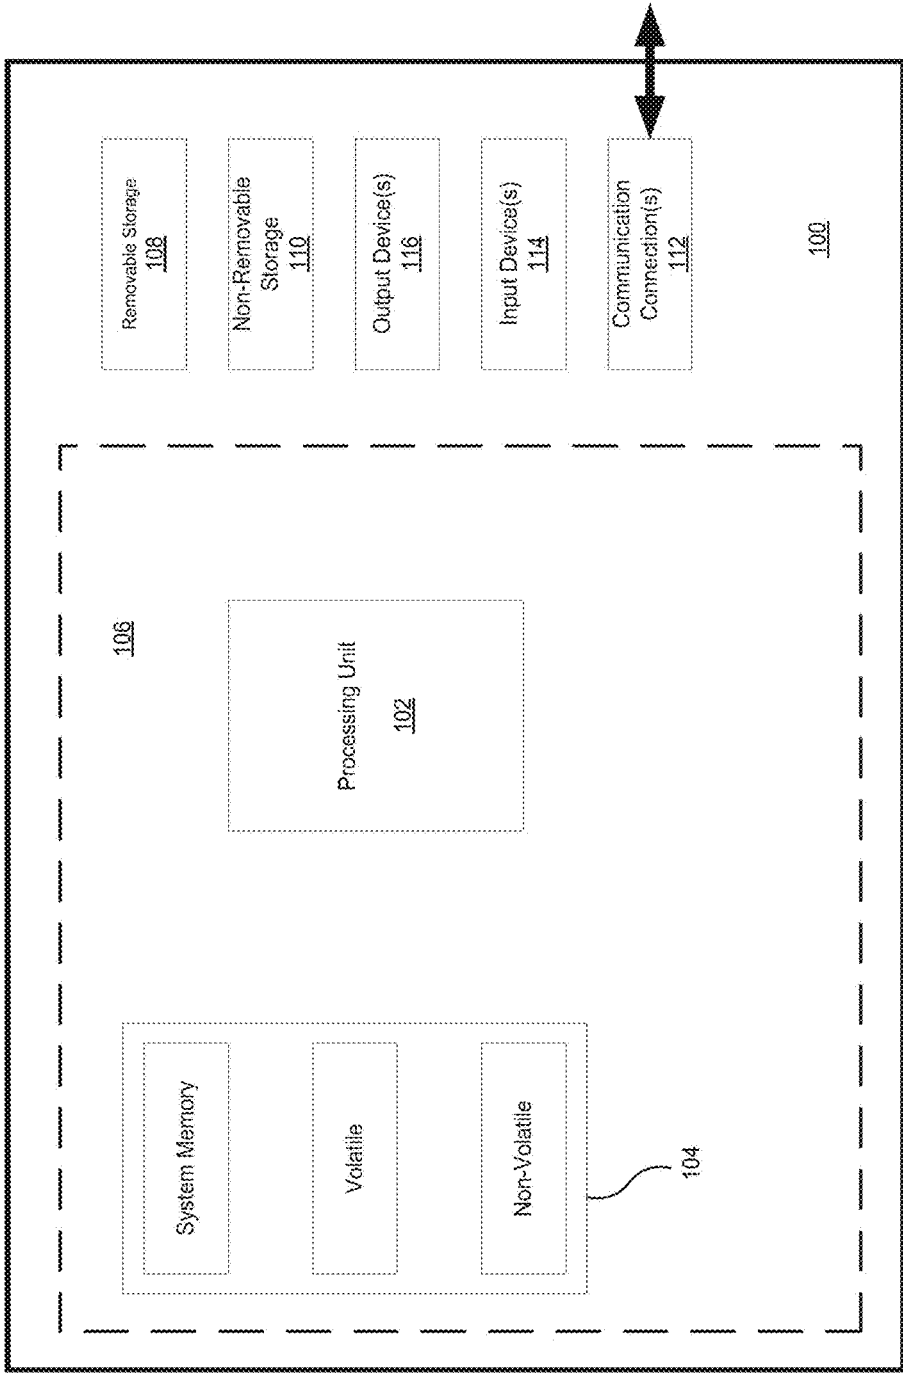 System Memory
Volatile
Non-Volatile
104
106
Processing Unit
102
Removable Storage
108
Non-Removable
Storage
110
Output Device(s)
116
Input Device(s)
114
Communication
Connection(s)
112
100